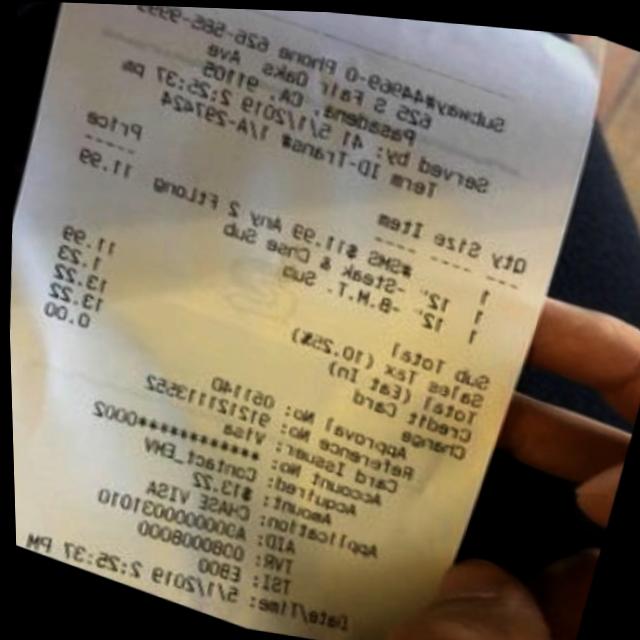 Subway#44969-0 Phone 626-585-9553
625 S Fair Oaks Ave
Pasadena, CA, 91105
Served by: 41 5/1/2019 2:25:37 pm
Term ID-Trans# 1/A-297424
Qty Size Item Price
--- ---- ---- -----
1 #SMS $11.99 Any 2 FtLong 11.99
1 12" -Steak & Chse Sub
1 12" -B.M.T. Sub
Sub Total 11.99
Sales Tax (10.25%) 1.23
Total (Eat In) 13.22
Credit Card 13.22
Change 0.00
Approval No: 06114D
Reference No: 912121113552
Card Issuer: Visa
Account No: ************0002
Acquired: Contact_EMV
Amount: $13.22
Application: CHASE VISA
AID: A0000000031010
TVR: 0080008000
TSI: E800
Date/Time: 5/1/2019 2:25:37 PM